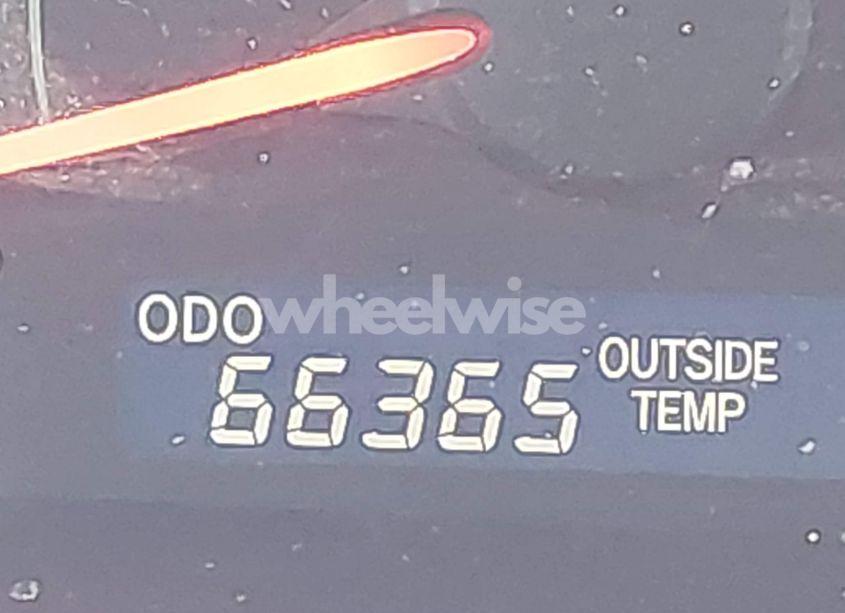 wheelwise
ODO
66365
OUTSIDE
TEMP